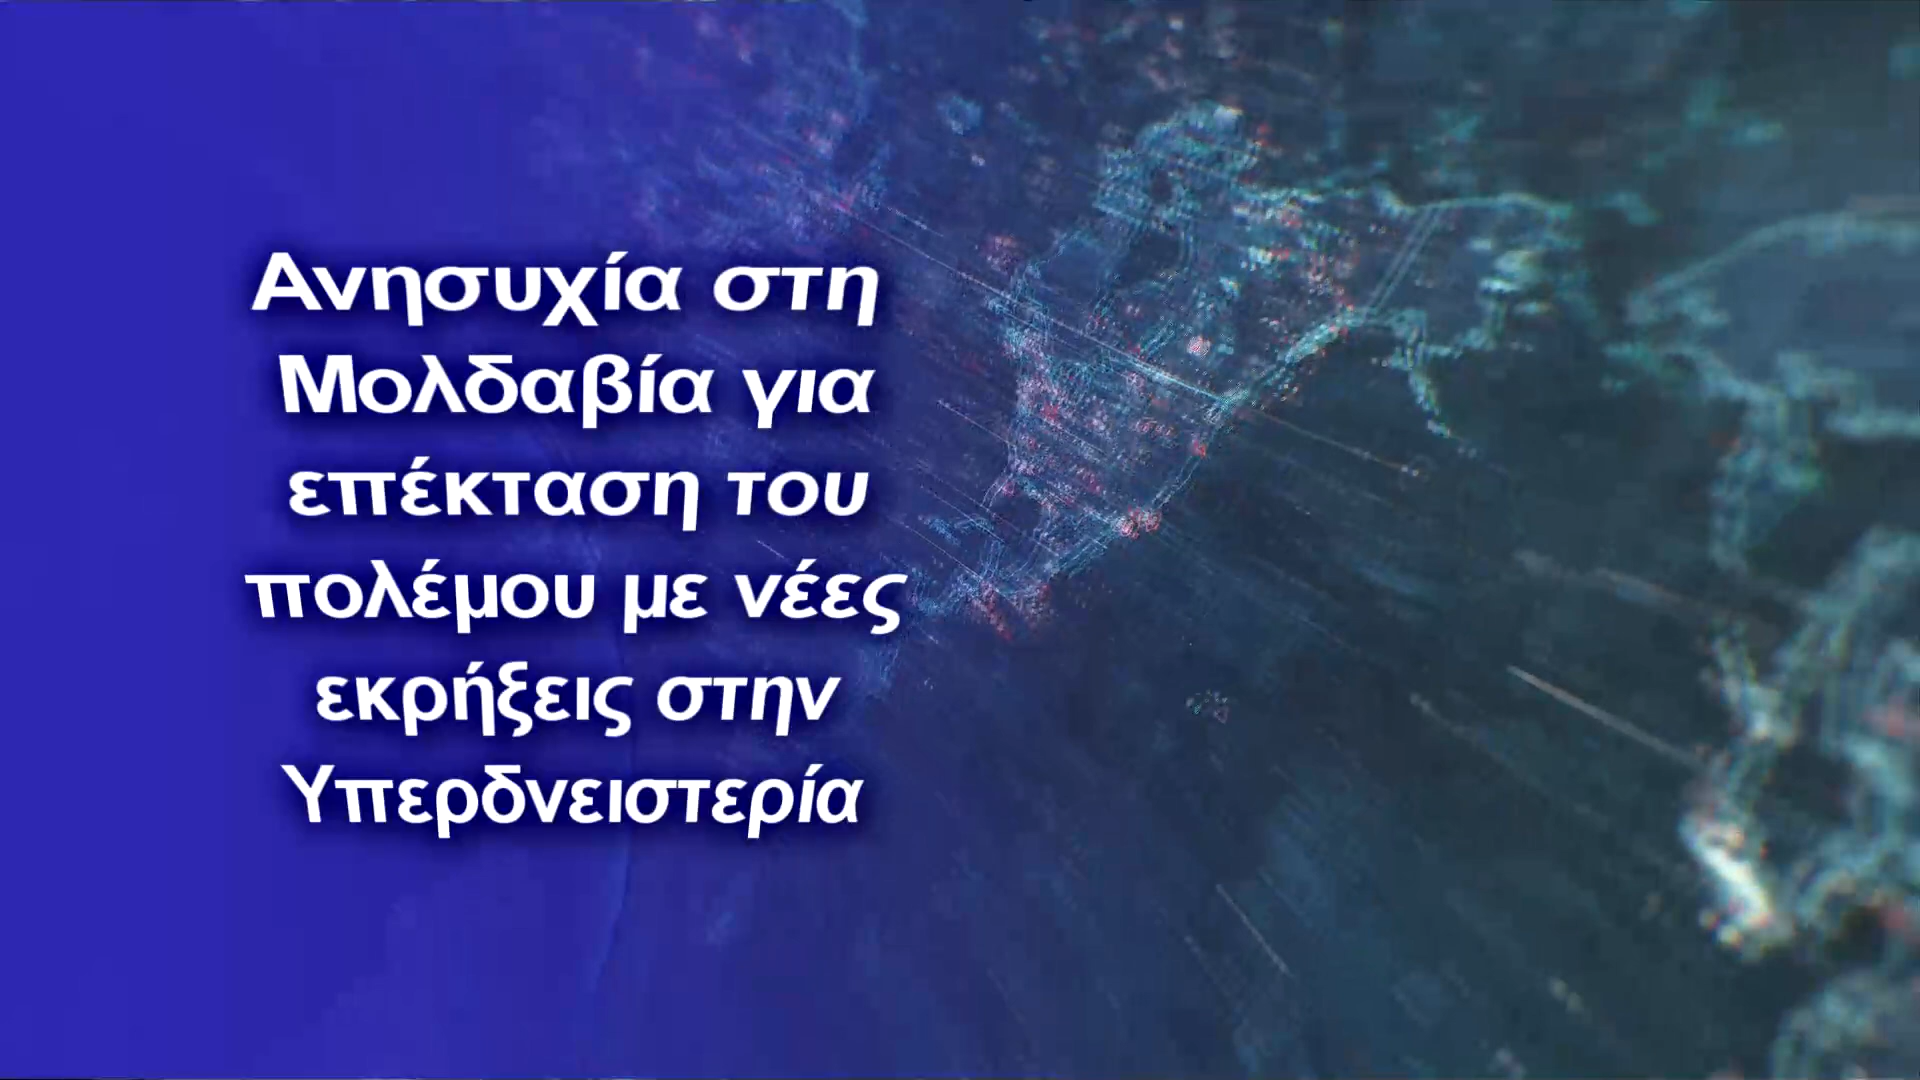 Ανησυχία στη
Μολδαβία για
επέκταση του
πολέμου με νέες
εκρήξεις στην
Υπερδνειστερία